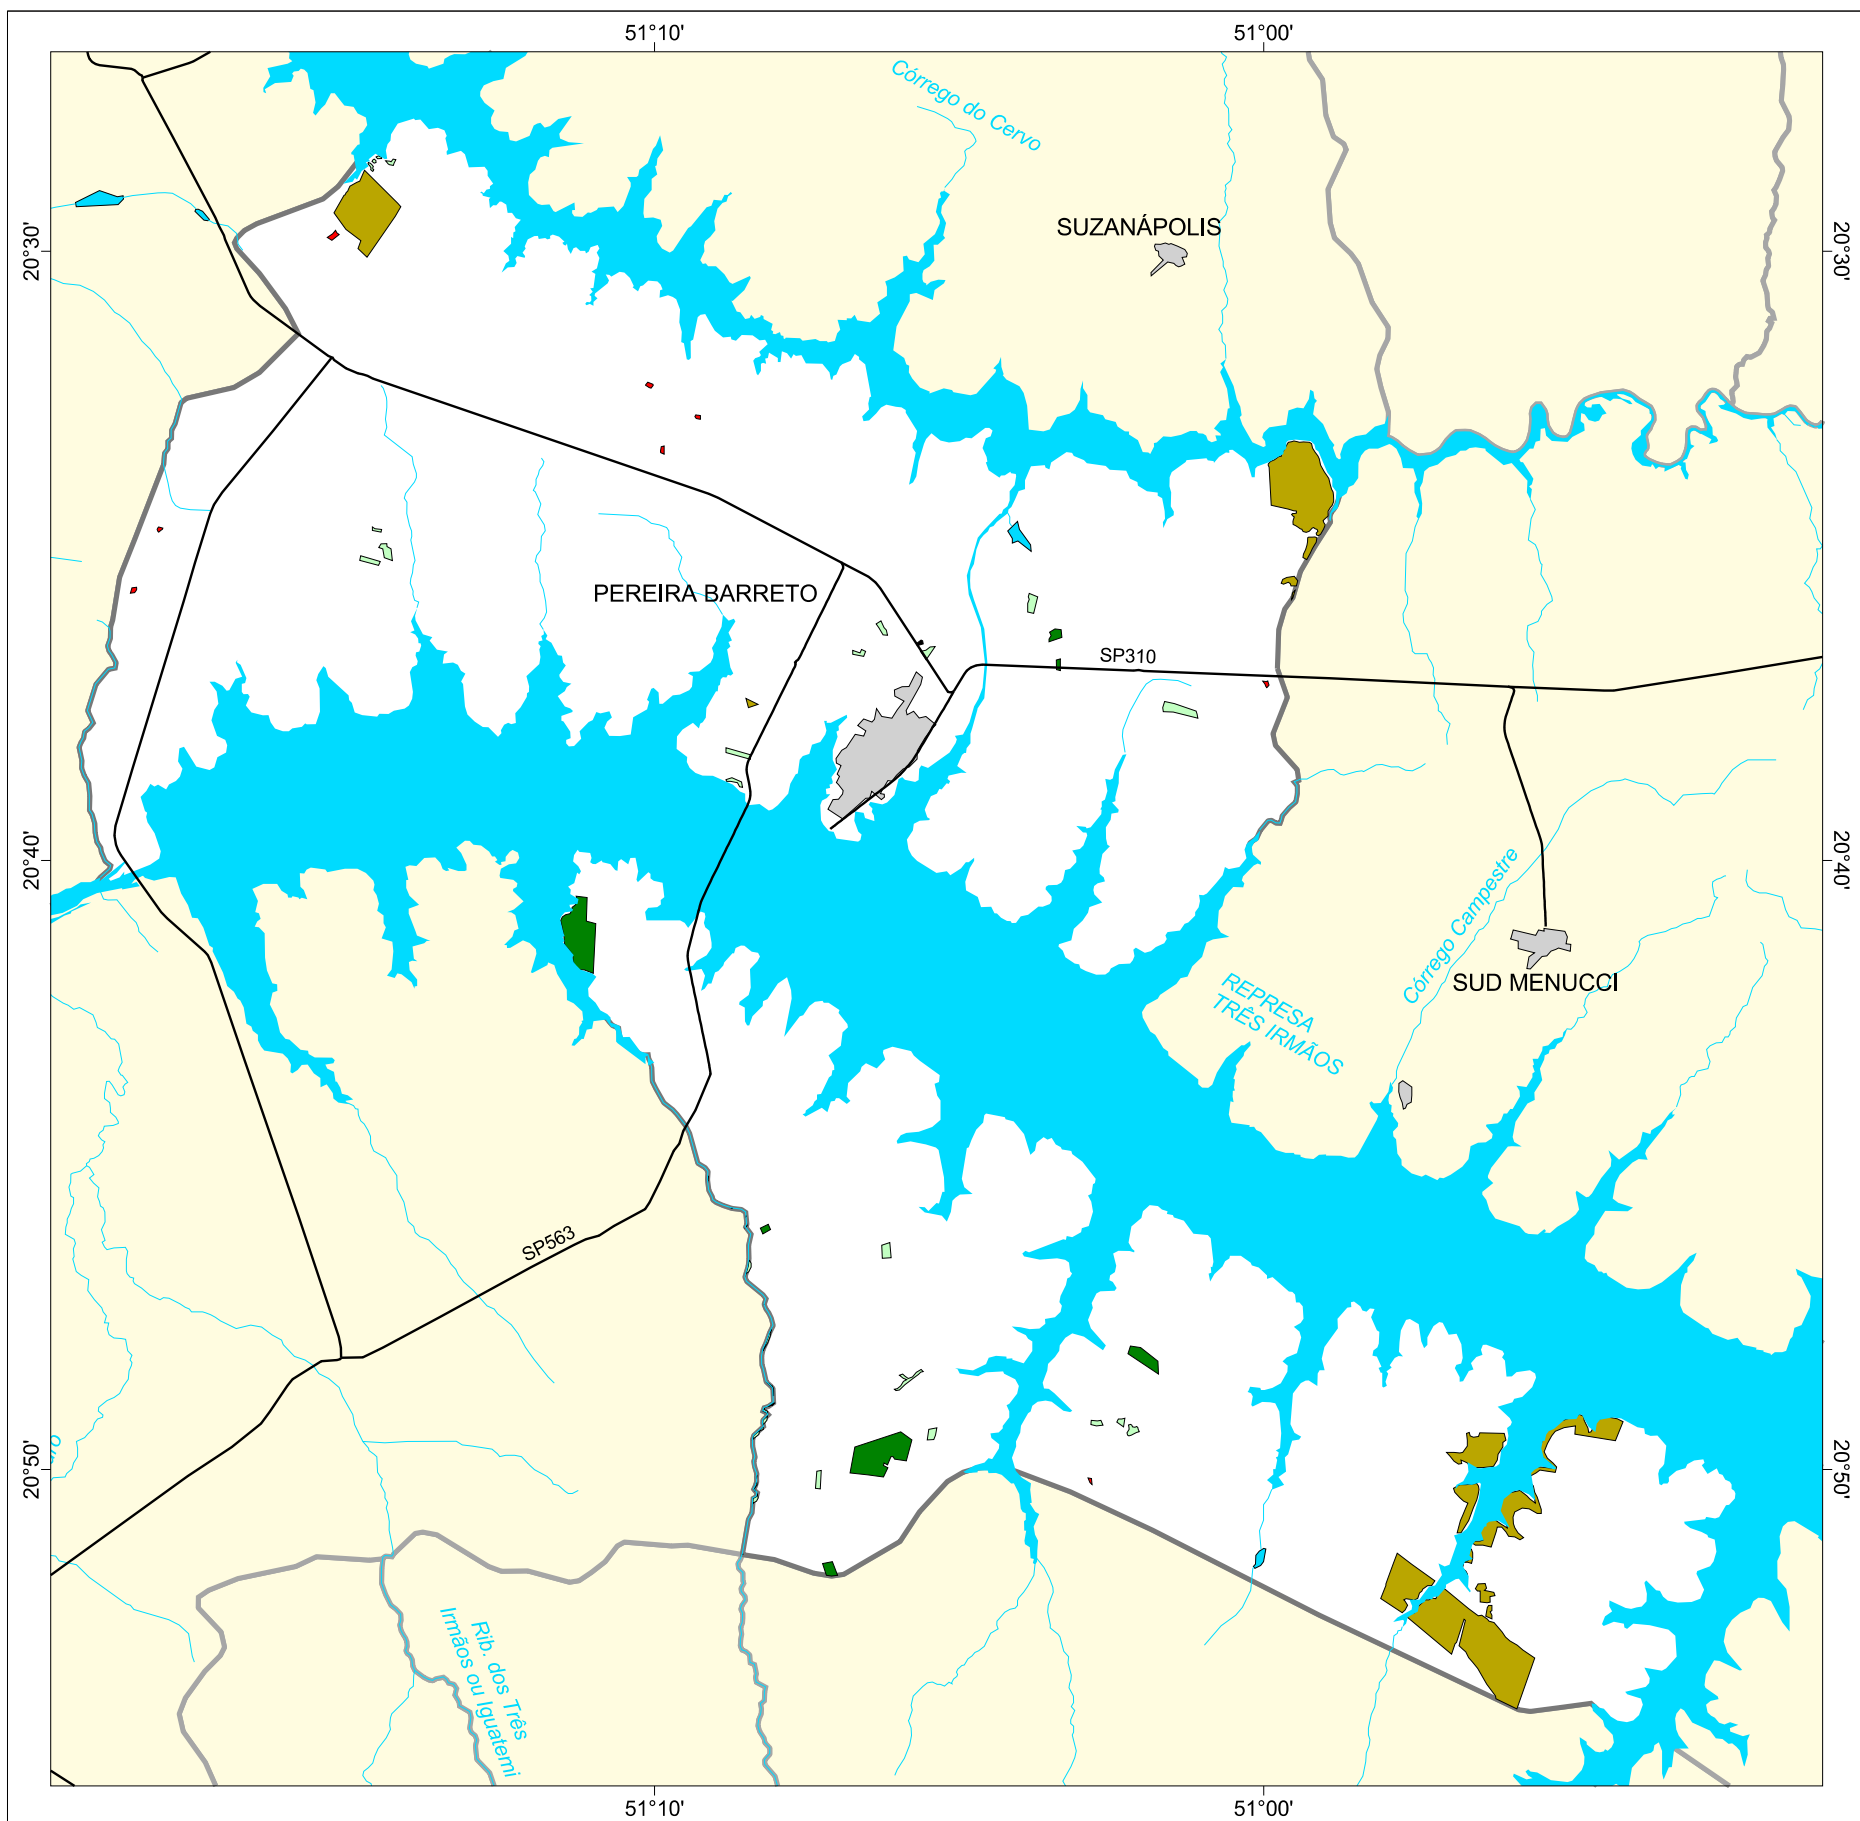 51°10'
51°00'
Córrego do Cervo
SUZANÁPOLIS
20°30'
20°30'
PEREIRA BARRETO
SP310
20°40'
20°40'
Córrego Campestre
SUD MENUCCI
REPRESA
TRÊS IRMÃOS
SP563
20°50'
20°50'
Rib. dos Três
Irmãos ou Iguatemi
51°10'
51°00'